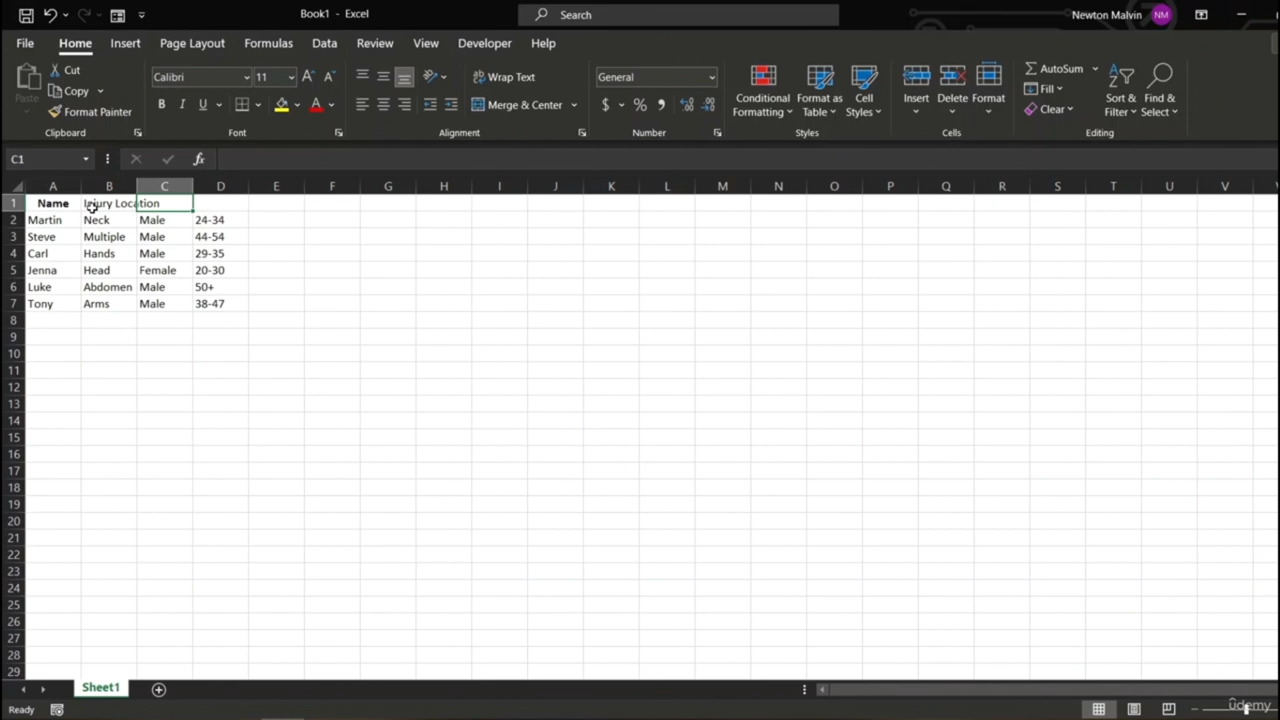 Book1 - Excel
Search
Newton Malvin NM
File Home Insert Page Layout Formulas Data Review View Developer Help
Paste
Cut
Copy
Format Painter
Clipboard
Calibri 11
B I U
Font
Wrap Text
Merge & Center
Alignment
General
$ % ,
Number
Conditional Formatting
Format as Table
Cell Styles
Styles
Insert Delete Format
Cells
AutoSum
Fill
Clear
Sort & Filter
Find & Select
Editing
C1
fx
A B C D E F G H I J K L M N O P Q R S T U V
1 Name Injury Location
2 Martin Neck Male 24-34
3 Steve Multiple Male 44-54
4 Carl Hands Male 29-35
5 Jenna Head Female 20-30
6 Luke Abdomen Male 50+
7 Tony Arms Male 38-47
8
9
10
11
12
13
14
15
16
17
18
19
20
21
22
23
24
25
26
27
28
29
Sheet1
Ready
udemy